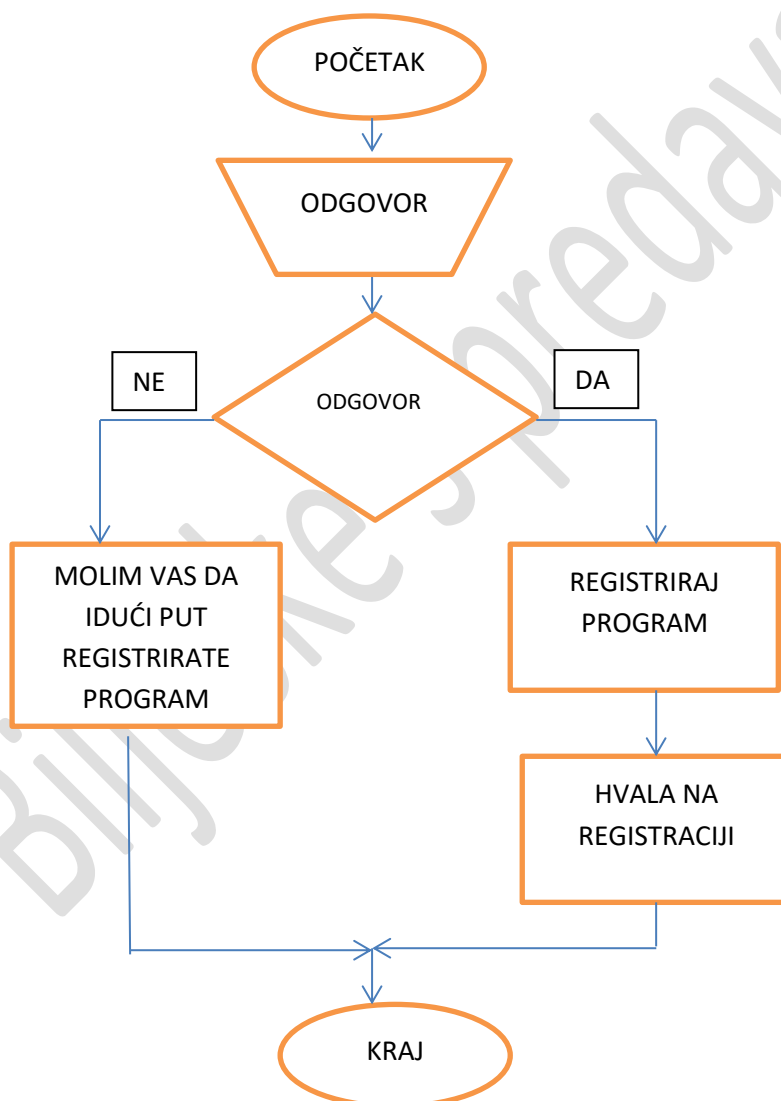 POČETAK
ODGOVOR
NE
ODGOVOR
DA
MOLIM VAS DA
IDUĆI PUT
REGISTRIRATE
PROGRAM
REGISTRIRAJ
PROGRAM
HVALA NA
REGISTRACIJI
KRAJ